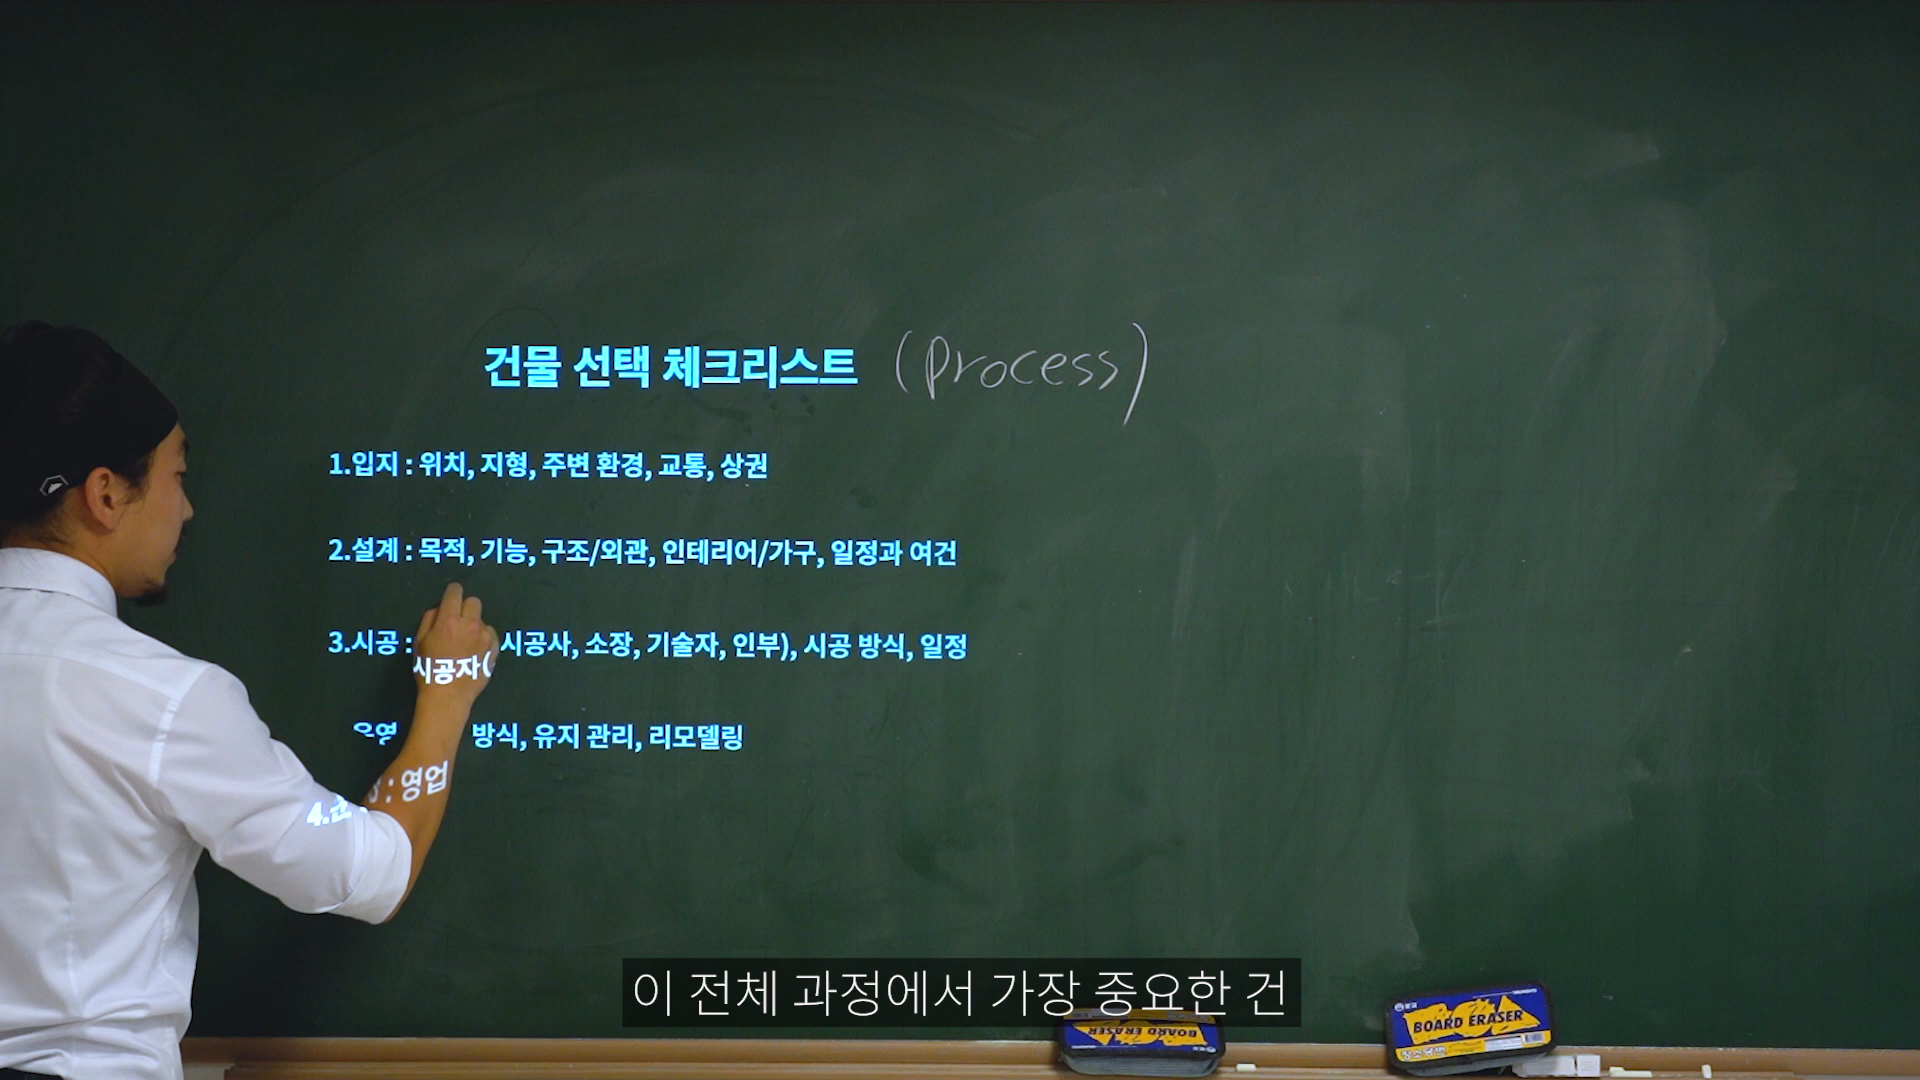 건물 선택 체크리스트 (process)
1.입지 : 위치, 지형, 주변 환경, 교통, 상권
2.설계 : 목적, 기능, 구조/외관, 인테리어/가구, 일정과 여건
3.시공 : 시공자(시공사, 소장, 기술자, 인부), 시공 방식, 일정
4.운영 : 영업 방식, 유지 관리, 리모델링
이 전체 과정에서 가장 중요한 건
BOARD ERASER
BOARD ERASER